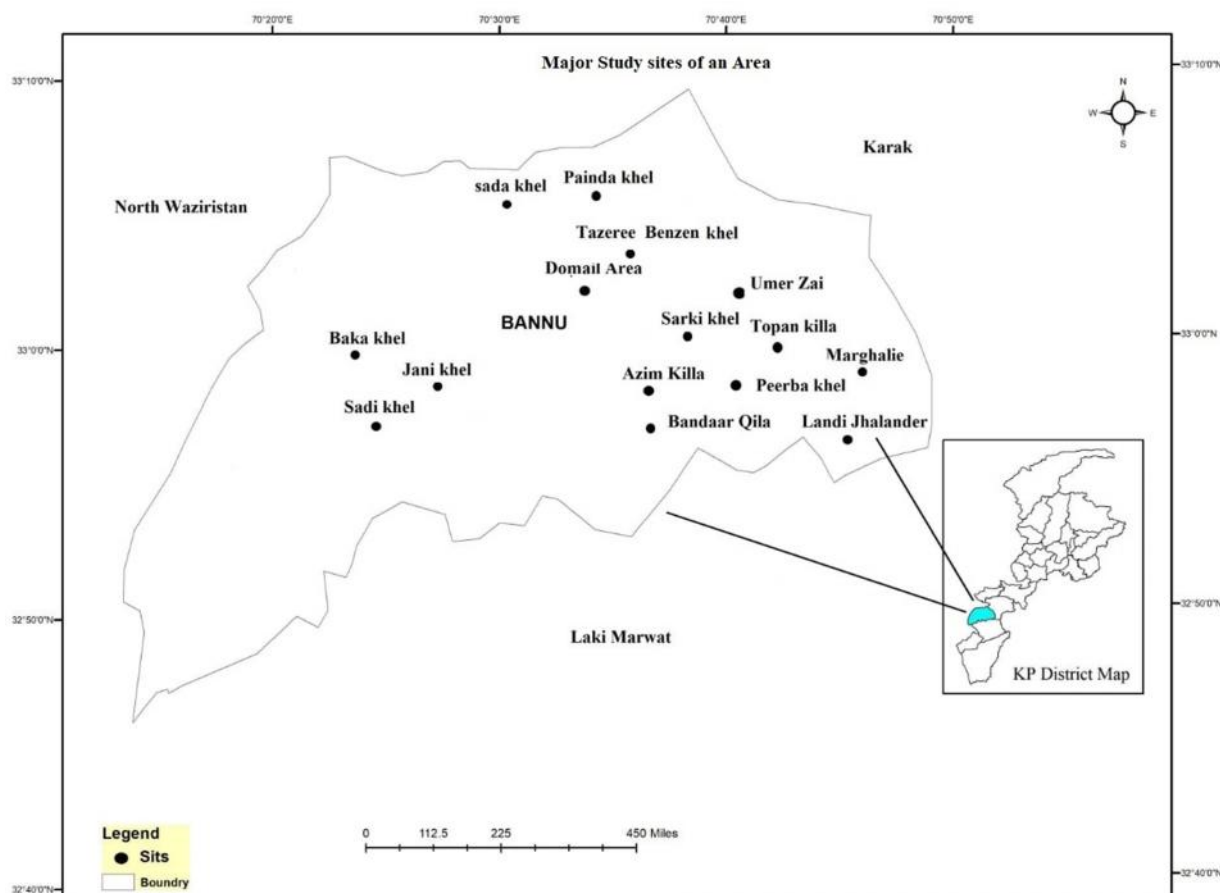 70°20'0"E
70°30'0"E
70°40'0"E
70°50'0"E
Major Study sites of an Area
33°10'0"N
33°10'0"N
N
W
E
S
Karak
North Waziristan
sada khel
Painda khel
Tazeree Benzen khel
Domail Area
Umer Zai
BANNU
Sarki khel
Topan killa
33°0'0"N
33°0'0"N
Baka khel
Marghalie
Jani khel
Azim Killa
Peerba khel
Sadi khel
Bandaar Qila
Landi Jhalander
32°50'0"N
32°50'0"N
Laki Marwat
KP District Map
Legend
Sits
Boundry
0 112.5 225 450 Miles
32°40'0"N
32°40'0"N